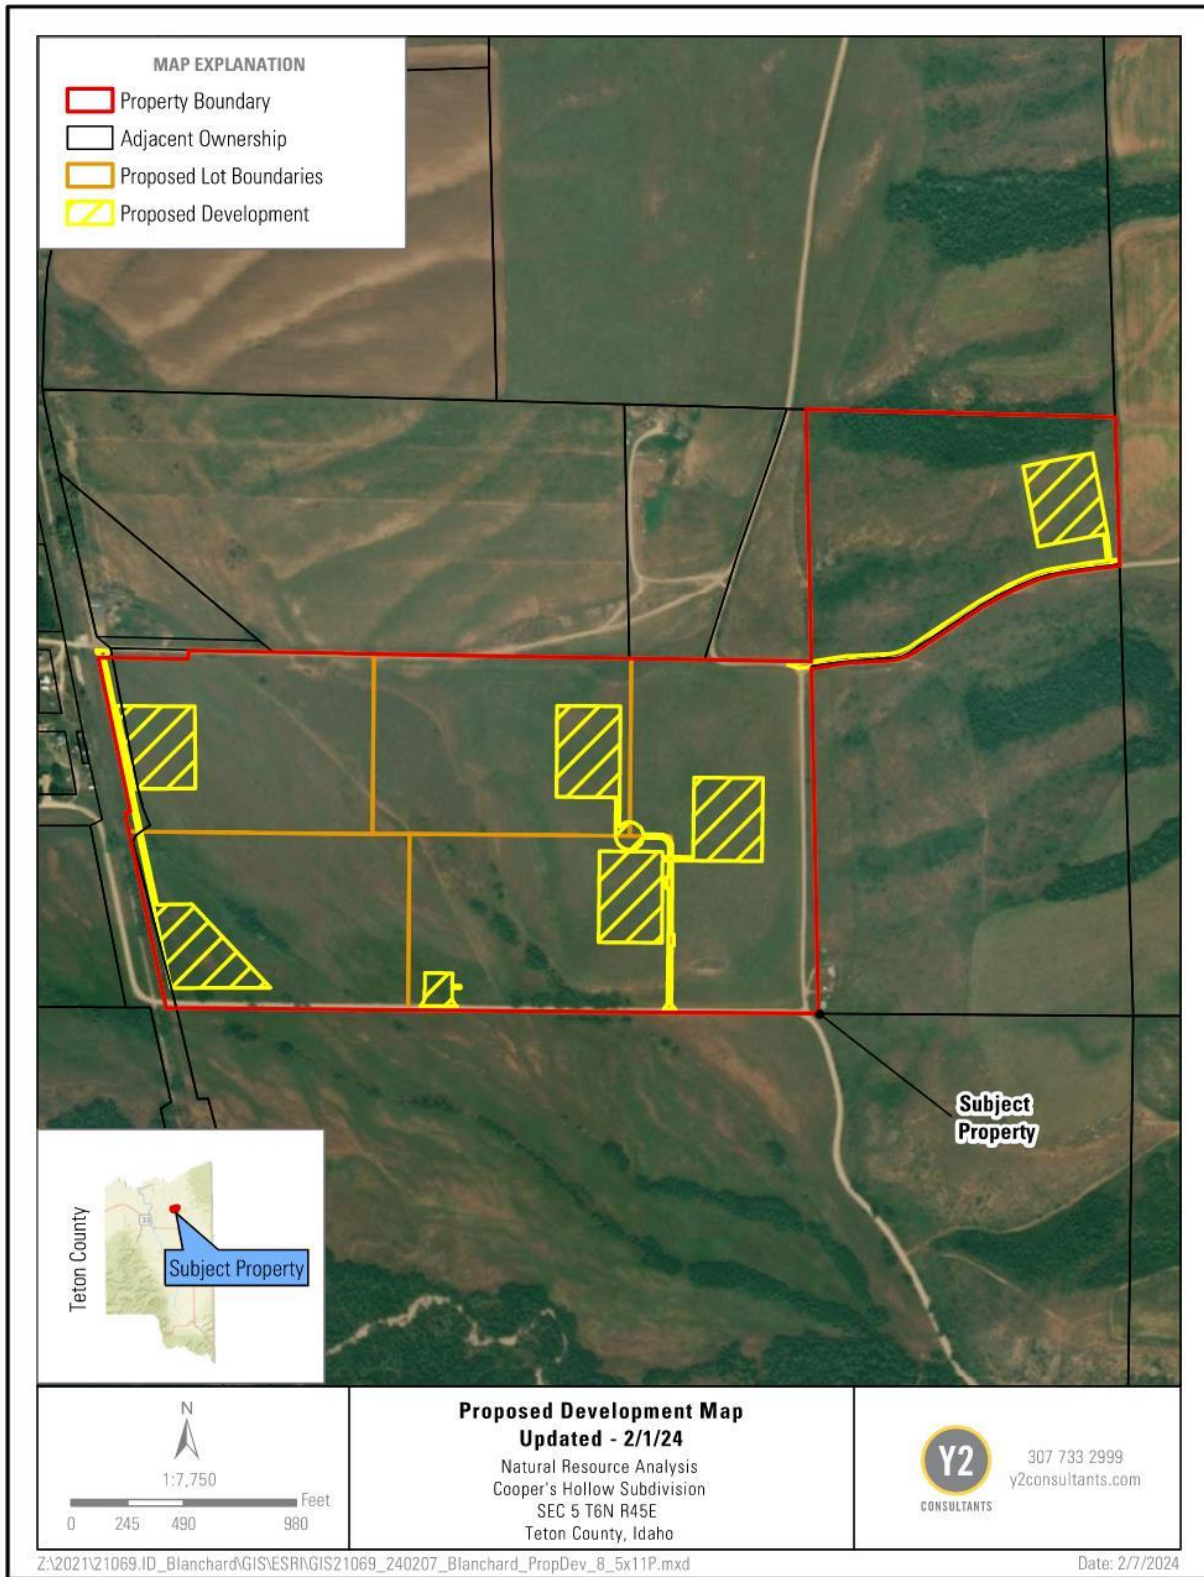 MAP EXPLANATION
Property Boundary
Adjacent Ownership
Proposed Lot Boundaries
Proposed Development
Subject
Property
Teton County
33
Subject Property
N
1:7,750
Feet
0 245 490 980
Proposed Development Map
Updated - 2/1/24
Natural Resource Analysis
Cooper's Hollow Subdivision
SEC 5 T6N R45E
Teton County, Idaho
Y2
CONSULTANTS
307 733 2999
y2consultants.com
Z:\2021\21069.ID_Blanchard\GIS\ESRI\GIS21069_240207_Blanchard_PropDev_8_5x11P.mxd
Date: 2/7/2024